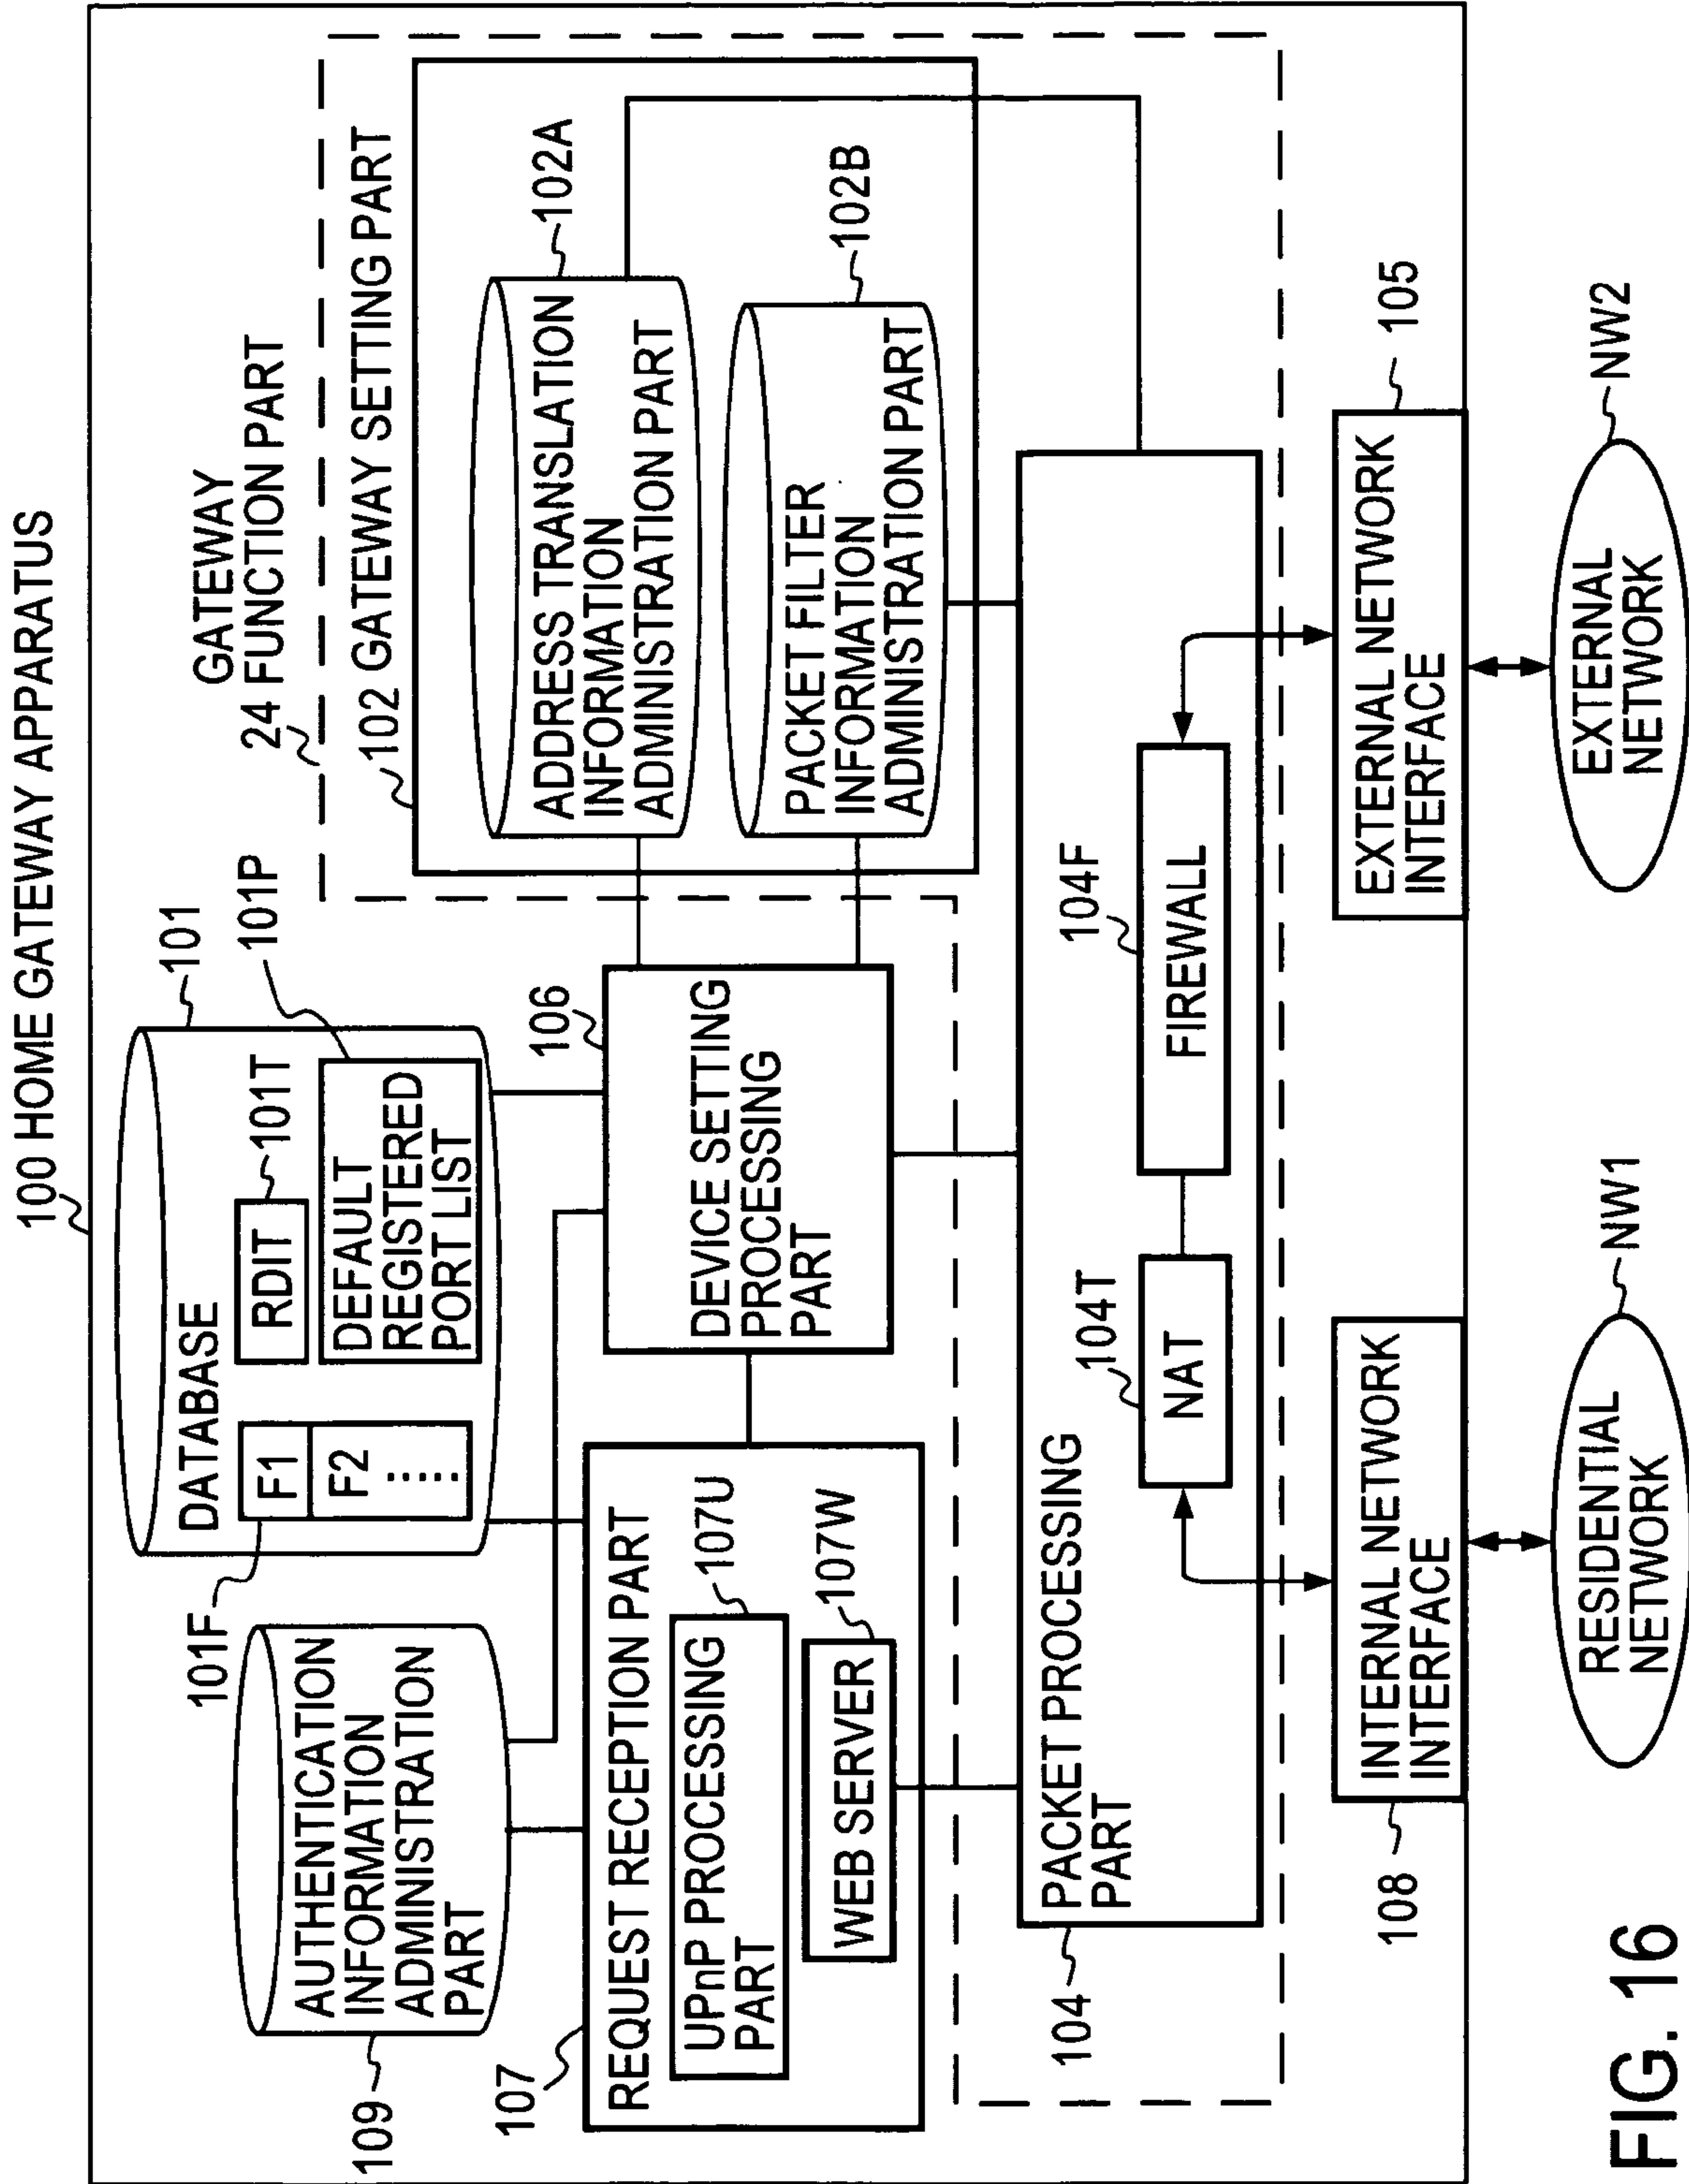 100 HOME GATEWAY APPARATUS
109
AUTHENTICATION
INFORMATION
ADMINISTRATION
PART
101F
DATABASE
F1
F2
RDIT
101T
DEFAULT
REGISTERED
PORT LIST
101
101P
GATEWAY
24 FUNCTION PART
102 GATEWAY SETTING PART
ADDRESS TRANSLATION
INFORMATION
ADMINISTRATION PART
102A
PACKET FILTER
INFORMATION
ADMINISTRATION PART
102B
107
REQUEST RECEPTION PART
UPnP PROCESSING
PART
107U
WEB SERVER
107W
106
DEVICE SETTING
PROCESSING
PART
104
PACKET PROCESSING
PART
104T
NAT
104F
FIREWALL
108
INTERNAL NETWORK
INTERFACE
EXTERNAL NETWORK
INTERFACE
105
RESIDENTIAL
NETWORK
NW1
EXTERNAL
NETWORK
NW2
FIG. 16